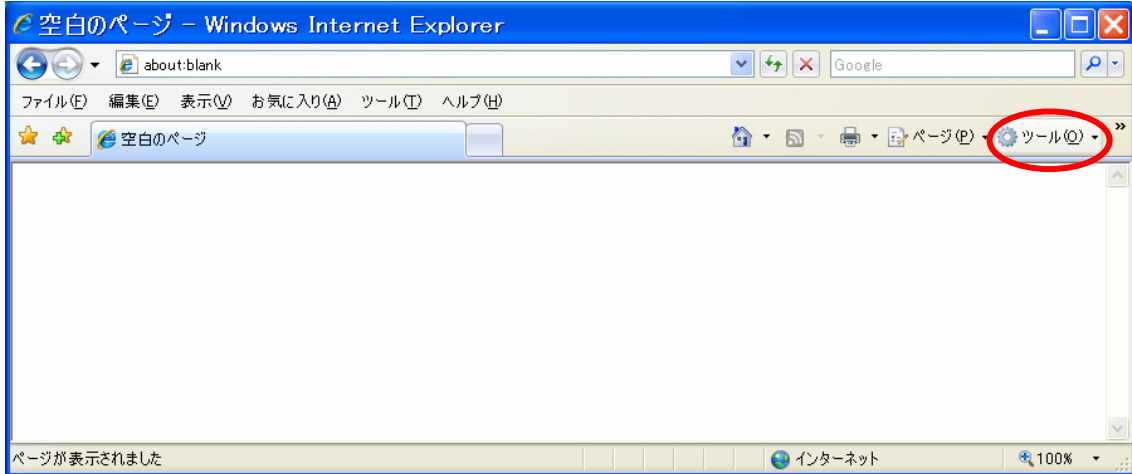 空白のページ - Windows Internet Explorer
about:blank Google
ファイル(F) 編集(E) 表示(V) お気に入り(A) ツール(T) ヘルプ(H)
空白のページ ページ(P) ツール(O) »
ページが表示されました インターネット 100%